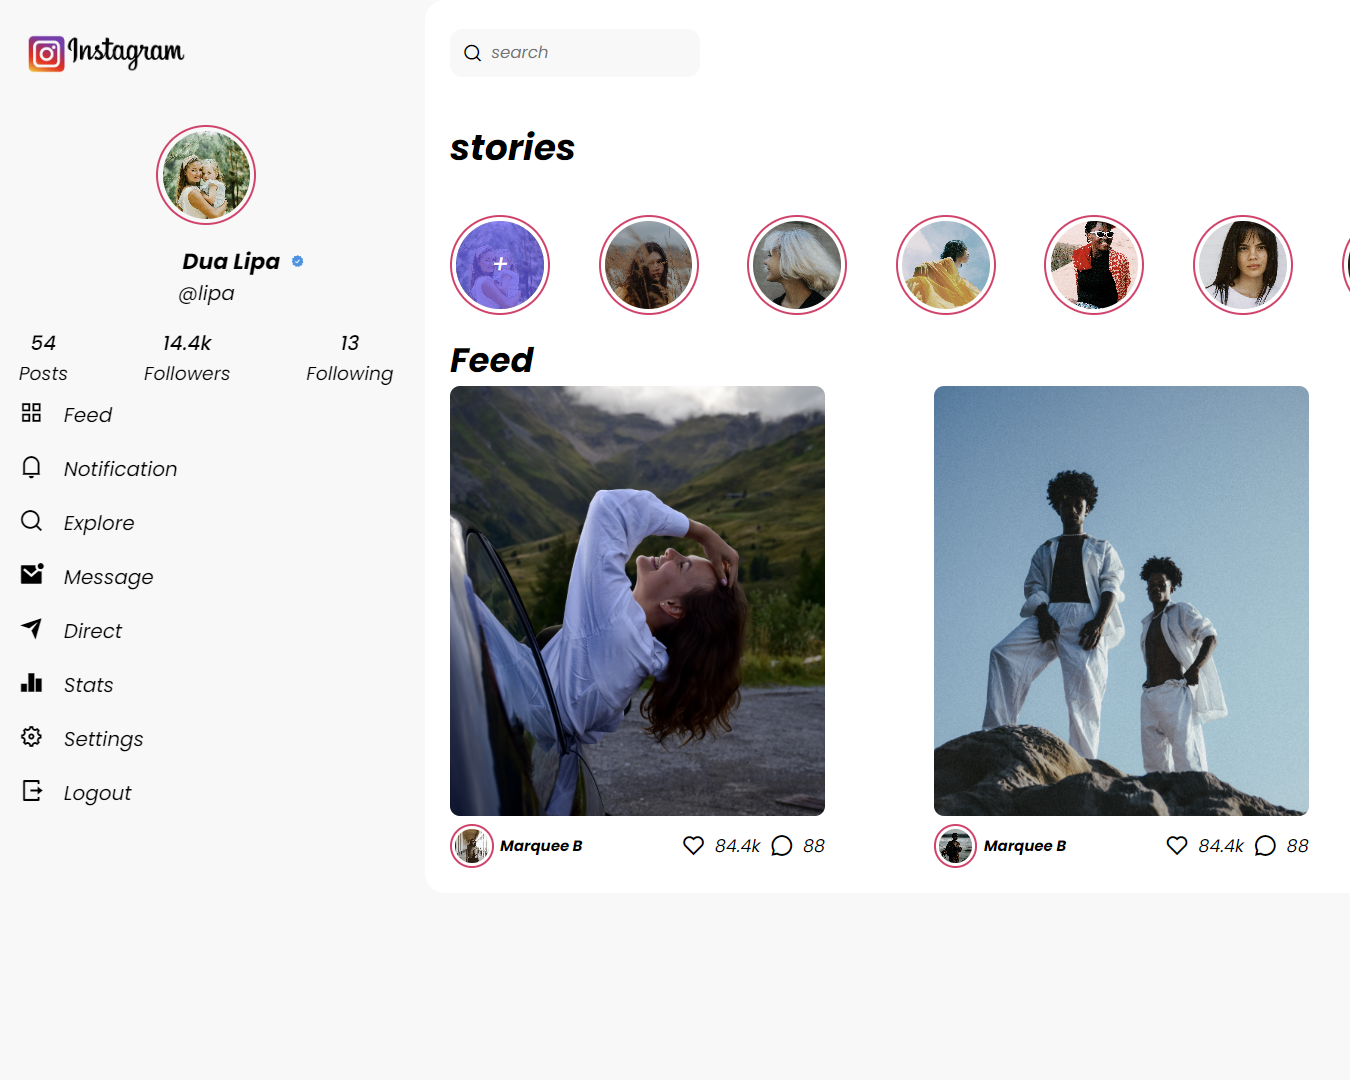 Instagram
search
stories
+
Dua Lipa
@lipa
54 14.4k 13
Posts Followers Following
Feed
Notification
Explore
Message
Direct
Stats
Settings
Logout
Feed
Marquee B 84.4k 88
Marquee B 84.4k 88